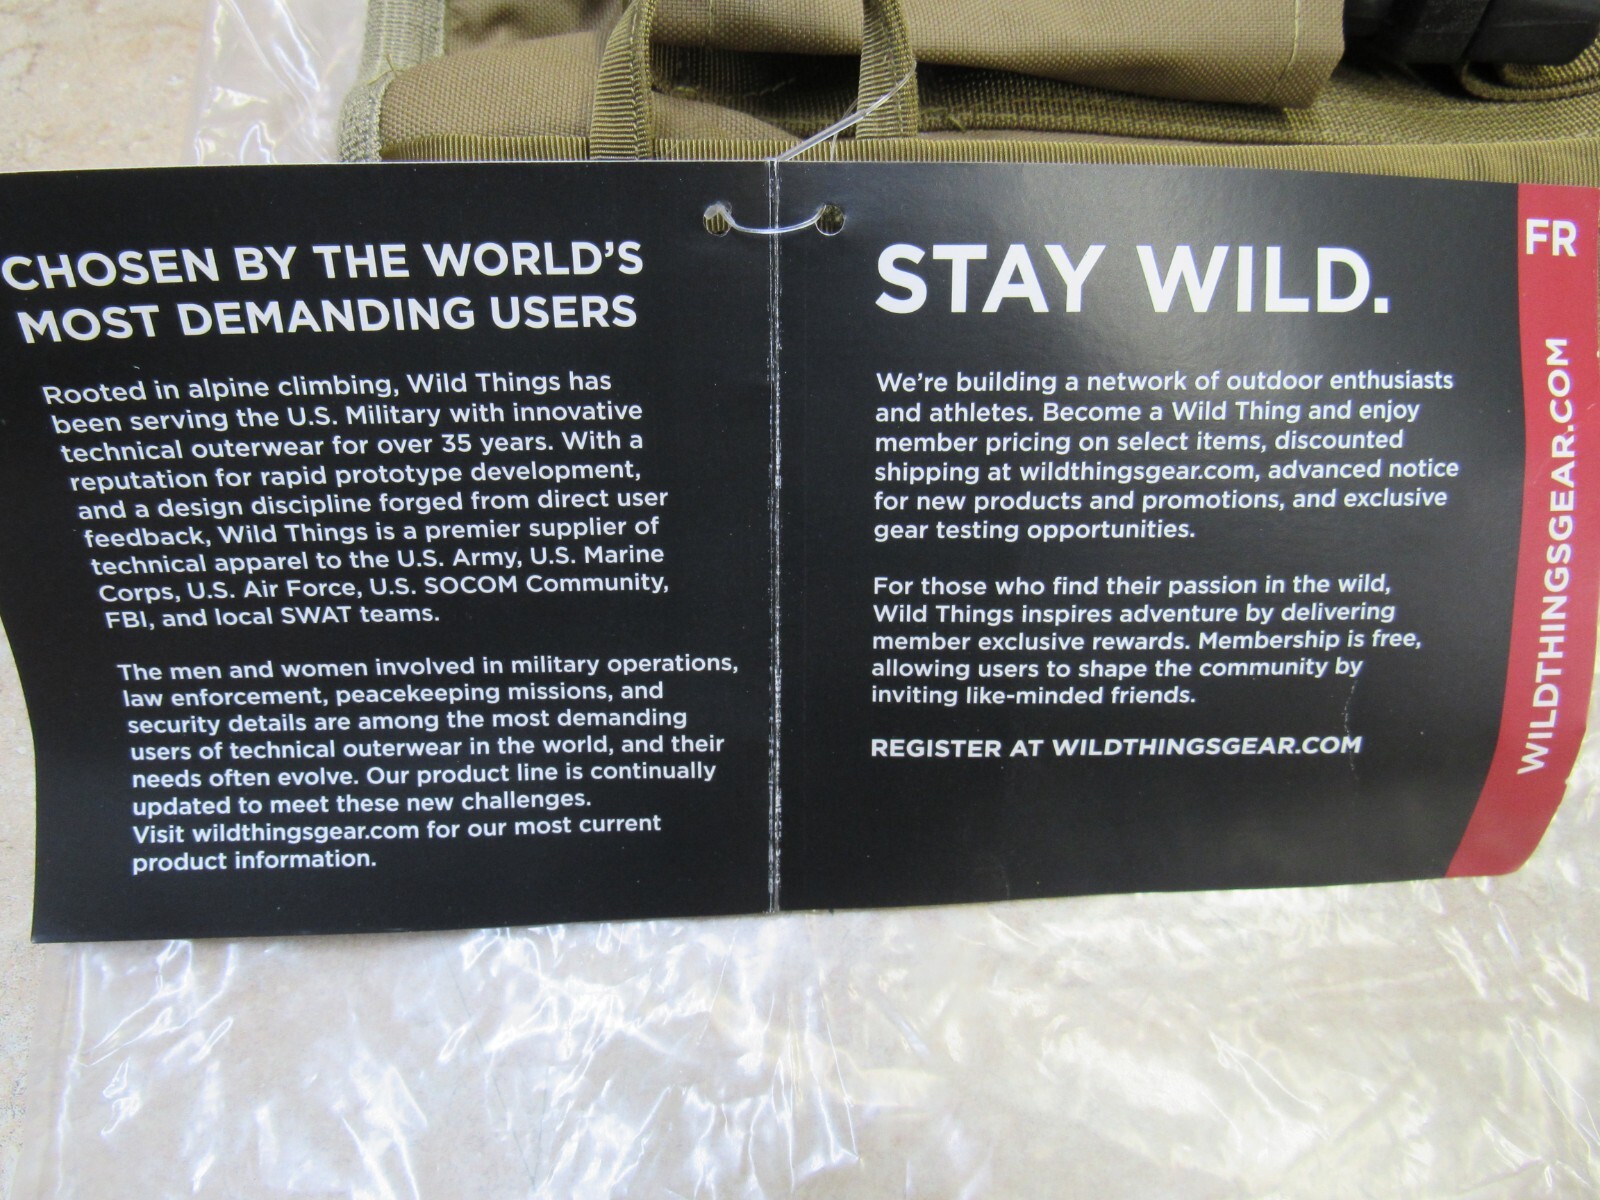 CHOSEN BY THE WORLD'S
MOST DEMANDING USERS
Rooted in alpine climbing, Wild Things has
been serving the U.S. Military with innovative
technical outerwear for over 35 years. With a
reputation for rapid prototype development,
and a design discipline forged from direct user
feedback, Wild Things is a premier supplier of
technical apparel to the U.S. Army, U.S. Marine
Corps, U.S. Air Force, U.S. SOCOM Community,
FBI, and local SWAT teams.
The men and women involved in military operations,
law enforcement, peacekeeping missions, and
security details are among the most demanding
users of technical outerwear in the world, and their
needs often evolve. Our product line is continually
updated to meet these new challenges.
Visit wildthingsgear.com for our most current
product information.
STAY WILD.
We're building a network of outdoor enthusiasts
and athletes. Become a Wild Thing and enjoy
member pricing on select items, discounted
shipping at wildthingsgear.com, advanced notice
for new products and promotions, and exclusive
gear testing opportunities.
For those who find their passion in the wild,
Wild Things inspires adventure by delivering
member exclusive rewards. Membership is free,
allowing users to shape the community by
inviting like-minded friends.
REGISTER AT WILDTHINGSGEAR.COM
FR
WILDTHINGSGEAR.COM